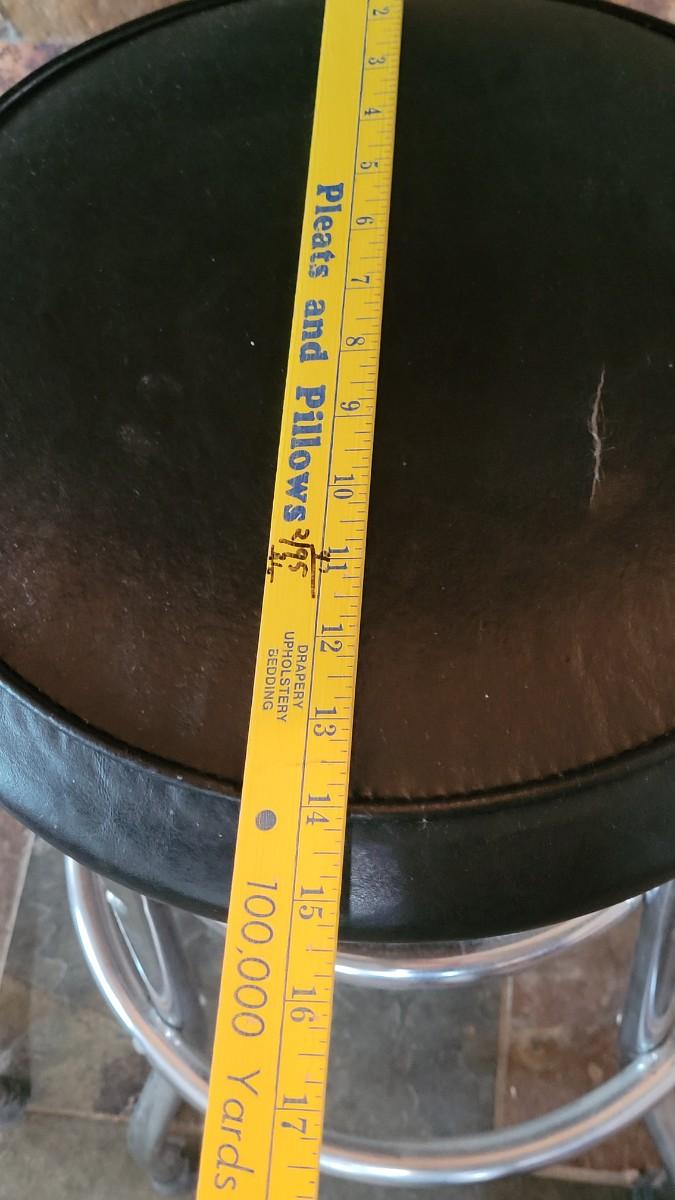 2 3 4 5 6 7 8 9 10 11 12 13 14 15 16 17
Pleats and Pillows
DRAPERY
UPHOLSTERY
BEDDING
100,000 Yards